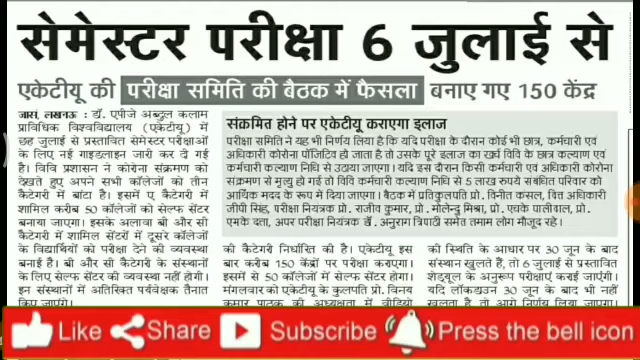 सेमेस्टर परीक्षा 6 जुलाई से
एकेटीयू की परीक्षा समिति की बैठक में फैसला बनाए गए 150 केंद्र
जासं, लखनऊ : डॉ. एपीजे अब्दुल कलाम
प्राविधिक विश्वविद्यालय (एकेटीयू) में
छह जुलाई से प्रस्तावित सेमेस्टर परीक्षाओं
के लिए नई गाइडलाइन जारी कर दी गई
है। विवि प्रशासन ने कोरोना संक्रमण को
देखते हुए अपने सभी कॉलेजों को तीन
कैटेगरी में बांटा है। इसमें ए कैटेगरी में
शामिल करीब 50 कॉलेजों को सेल्फ सेंटर
बनाया जाएगा। इसके अलावा बी और सी
कैटेगरी में शामिल सेंटरों में दूसरे कॉलेजों
के विद्यार्थियों को परीक्षा देने की व्यवस्था
बनाई है। बी और सी कैटेगरी के संस्थानों
के लिए सेल्फ सेंटर की व्यवस्था नहीं होगी।
इन संस्थानों में अतिरिक्त पर्यवेक्षक तैनात
किए जाएंगे।
संक्रमित होने पर एकेटीयू कराएगा इलाज
परीक्षा समिति ने यह भी निर्णय लिया है कि यदि परीक्षा के दौरान कोई भी छात्र, कर्मचारी एवं
अधिकारी कोरोना पॉजिटिव हो जाता है तो उसके पूरे इलाज का खर्च विवि के छात्र कल्याण एवं
कर्मचारी कल्याण निधि से उठाया जाएगा। यदि इस दौरान किसी कर्मचारी एवं अधिकारी कोरोना
संक्रमण से मृत्यु हो गई तो विवि कर्मचारी कल्याण निधि से 5 लाख रुपये संबंधित परिवार को
आर्थिक मदद के रूप में दिया जाएगा। बैठक में प्रतिकुलपति प्रो. विनीत कंसल, वित्त अधिकारी
जीपी सिंह, परीक्षा नियंत्रक प्रो. राजीव कुमार, प्रो. मोलेन्दु मिश्रा, प्रो. एचके पालीवाल, प्रो.
एमके दता, अपर परीक्षा नियंत्रक डॉ. अनुराग त्रिपाठी समेत तमाम लोग मौजूद रहे।
की कैटेगरी निर्धारित की है। एकेटीयू इस
बार करीब 150 केंद्रों पर परीक्षा कराएगा।
इसमें से 50 कॉलेजों में सेल्फ सेंटर होगा।
मंगलवार को एकेटीयू के कुलपति प्रो. विनय
कुमार पाठक की अध्यक्षता में वीडियो
की स्थिति के आधार पर 30 जून के बाद
संस्थान खुलते हैं, तो 6 जुलाई से प्रस्तावित
शेड्यूल के अनुरूप परीक्षाएं कराई जाएंगी।
यदि लॉकडाउन 30 जून के बाद भी नहीं
खुलता है, तो आगे निर्णय लिया जाएगा।
Like Share Subscribe Press the bell icon